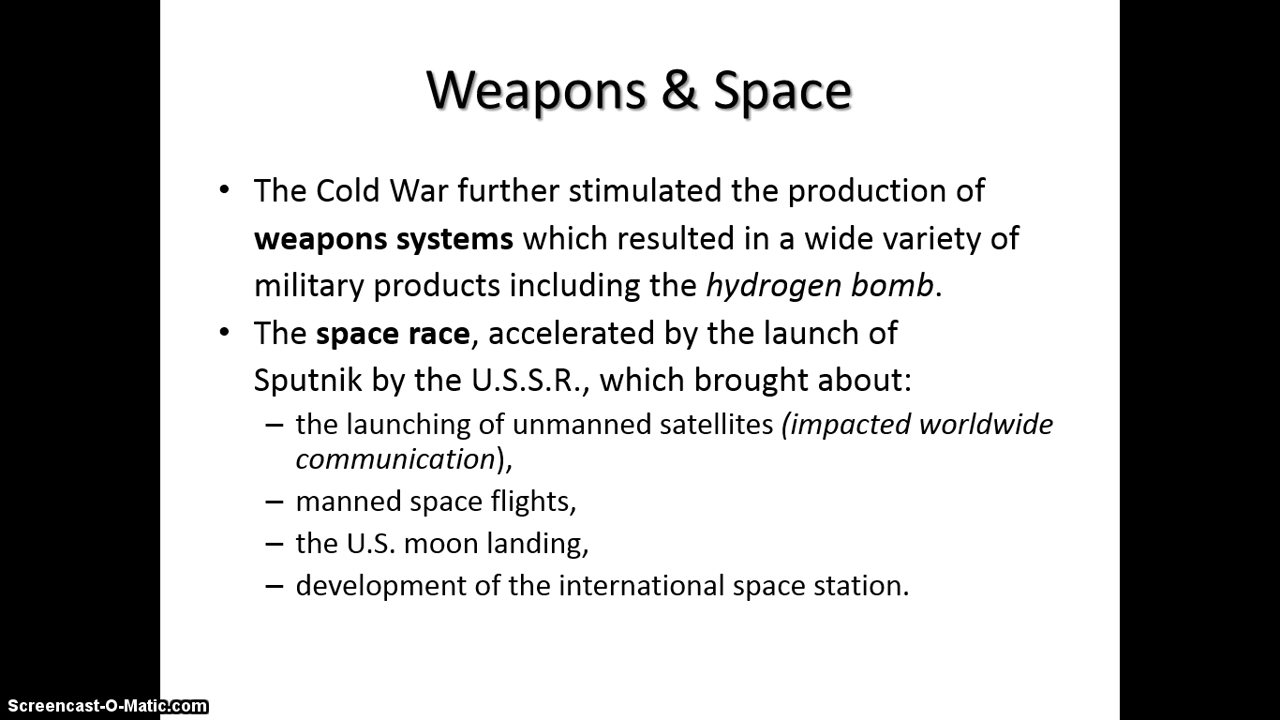 Weapons & Space
• The Cold War further stimulated the production of
weapons systems which resulted in a wide variety of
military products including the hydrogen bomb.
• The space race, accelerated by the launch of
Sputnik by the U.S.S.R., which brought about:
– the launching of unmanned satellites (impacted worldwide
communication),
– manned space flights,
– the U.S. moon landing,
– development of the international space station.
Screencast-O-Matic.com